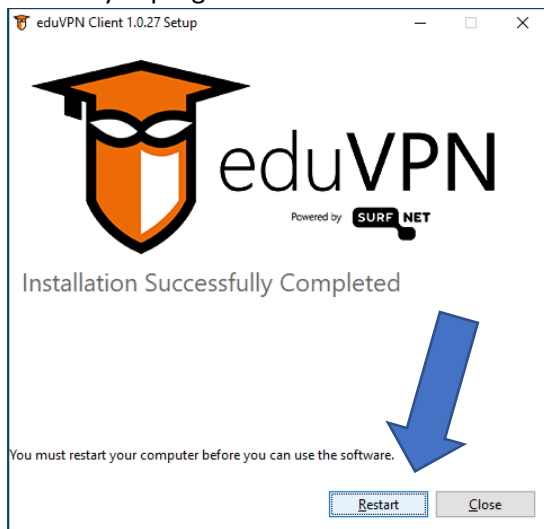 eduVPN Client 1.0.27 Setup
eduVPN
Powered by SURF NET
Installation Successfully Completed
You must restart your computer before you can use the software.
Restart Close